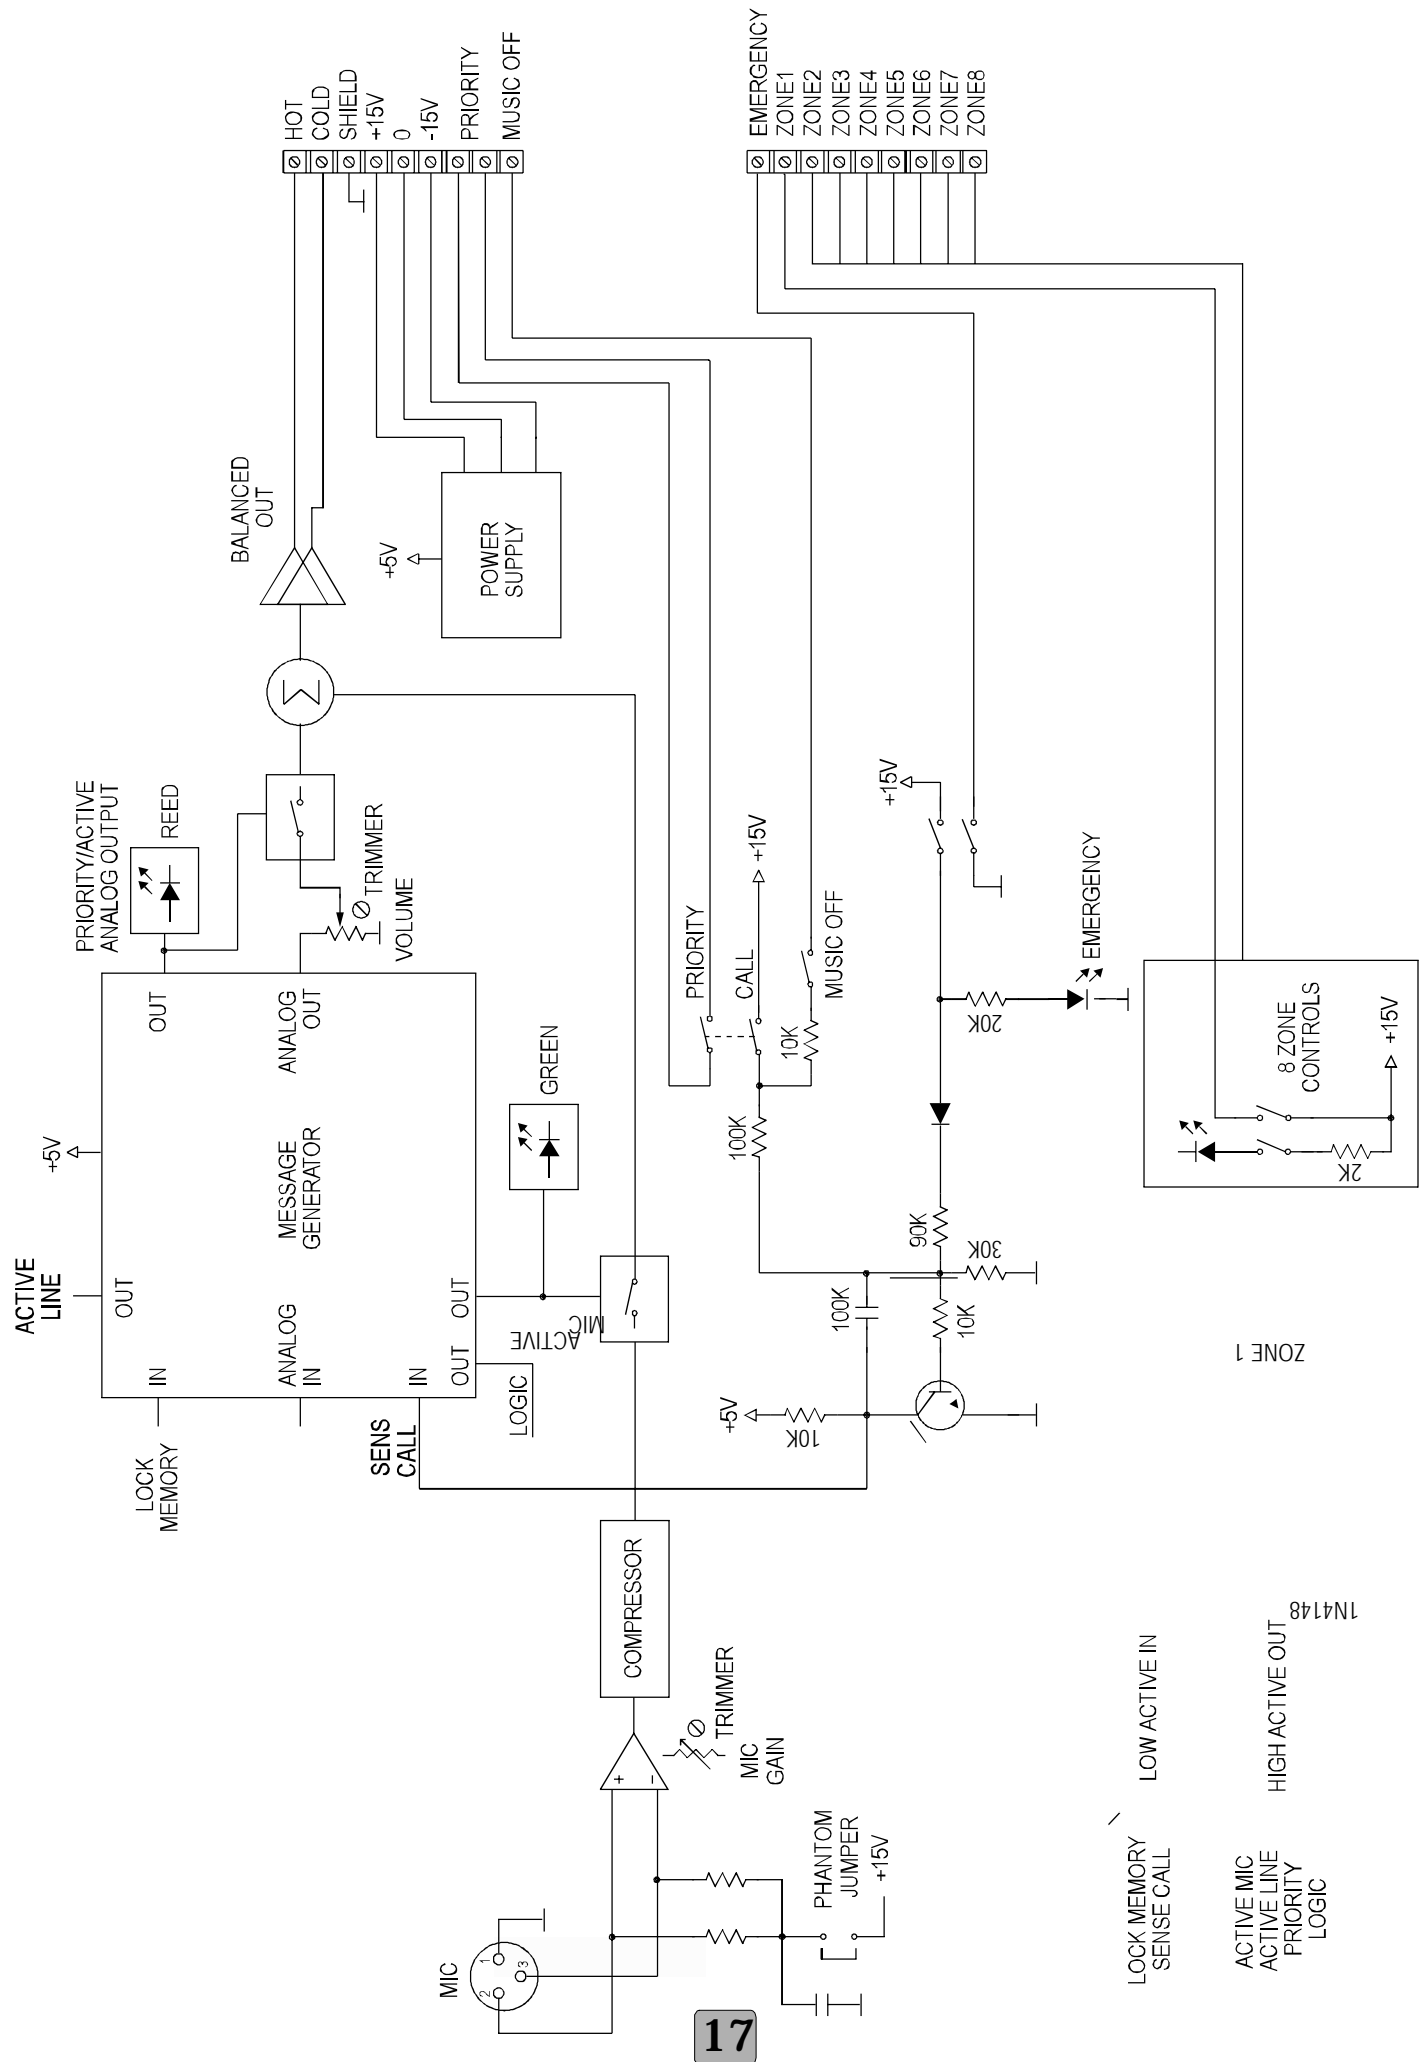 HOT
COLD
SHIELD
+15V
0
-15V
PRIORITY
MUSIC OFF
EMERGENCY
ZONE1
ZONE2
ZONE3
ZONE4
ZONE5
ZONE6
ZONE7
ZONE8
BALANCED
OUT
+5V
POWER
SUPPLY
Σ
PRIORITY/ACTIVE
ANALOG OUTPUT
REED
TRIMMER
VOLUME
OUT
ANALOG
OUT
+5V
MESSAGE
GENERATOR
ACTIVE
LINE
OUT
IN
ANALOG
IN
IN
OUT
OUT
LOCK
MEMORY
SENS
CALL
LOGIC
ACTIVE
MIC
GREEN
PRIORITY
CALL
+15V
MUSIC OFF
10K
100K
+15V
EMERGENCY
20K
90K
30K
100K
10K
+5V
10K
8 ZONE
CONTROLS
+15V
2K
ZONE 1
COMPRESSOR
+
-
TRIMMER
MIC
GAIN
MIC
1
2
3
PHANTOM
JUMPER
+15V
1N4148
LOCK MEMORY
SENSE CALL
LOW ACTIVE IN
ACTIVE MIC
ACTIVE LINE
PRIORITY
LOGIC
HIGH ACTIVE OUT
17